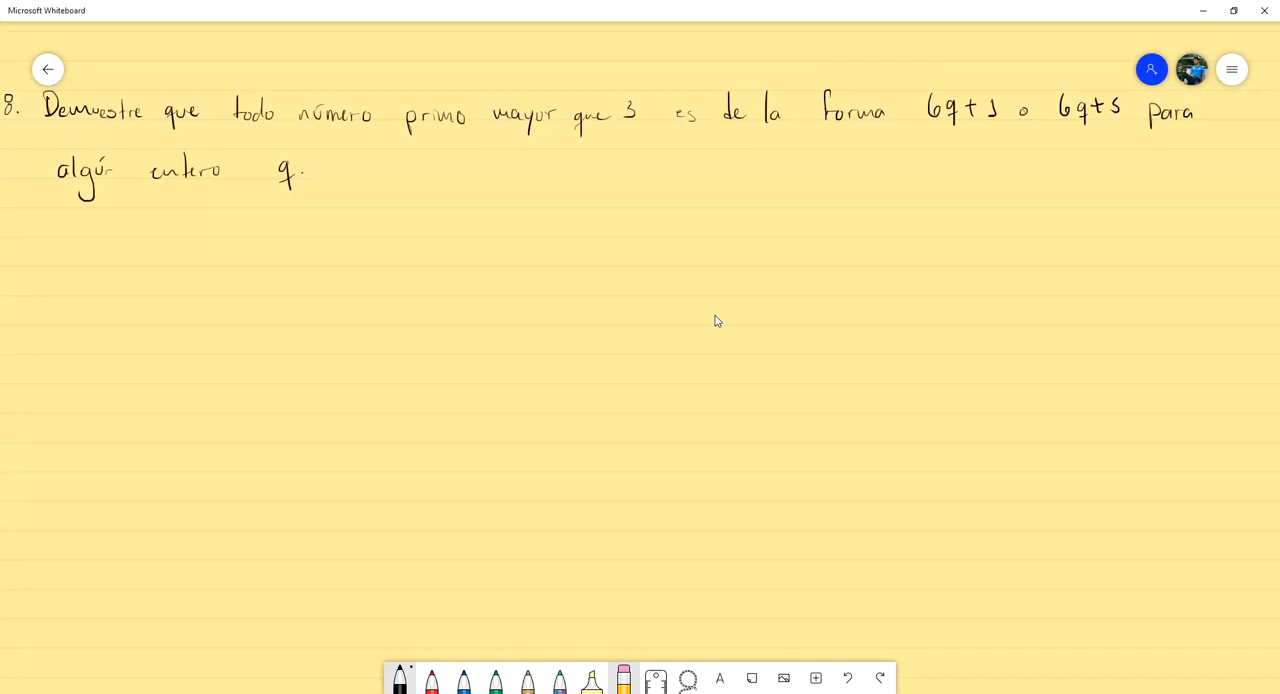 Microsoft Whiteboard
8. Demuestre que todo número primo mayor que 3 es de la forma 6q+1 o 6q+5 para
algún entero q.
A